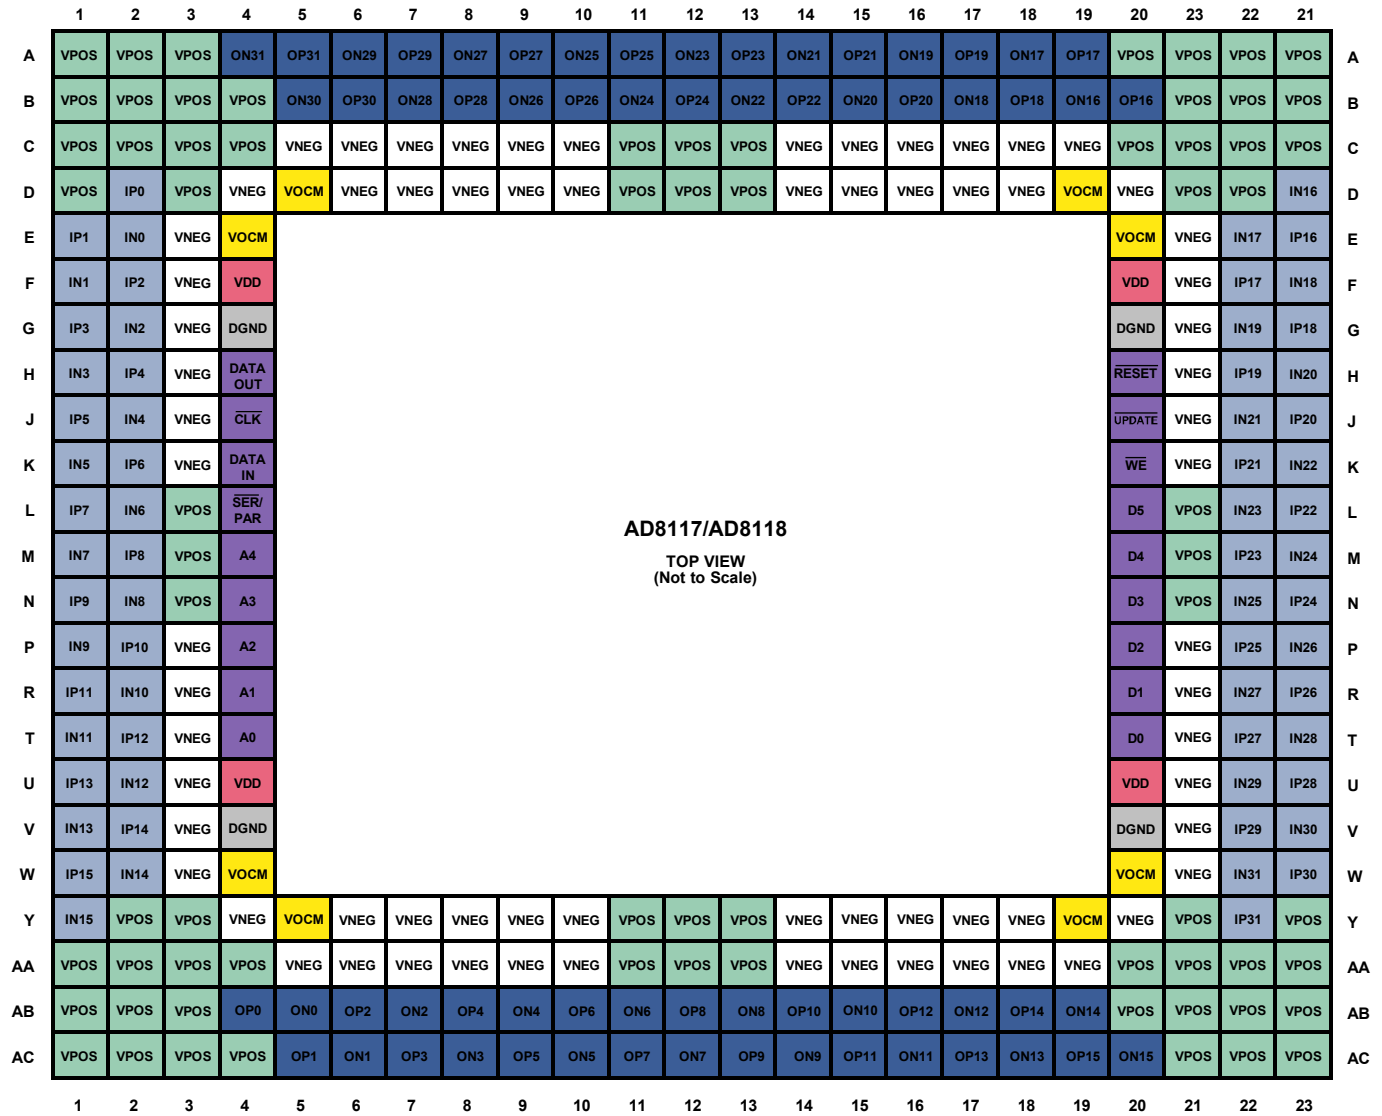 1 2 3 4 5 6 7 8 9 10 11 12 13 14 15 16 17 18 19 20 23 22 21
A VPOS VPOS VPOS ON31 OP31 ON29 OP29 ON27 OP27 ON25 OP25 ON23 OP23 ON21 OP21 ON19 OP19 ON17 OP17 VPOS VPOS VPOS VPOS A
B VPOS VPOS VPOS VPOS ON30 OP30 ON28 OP28 ON26 OP26 ON24 OP24 ON22 OP22 ON20 OP20 ON18 OP18 ON16 OP16 VPOS VPOS VPOS B
C VPOS VPOS VPOS VPOS VNEG VNEG VNEG VNEG VNEG VNEG VPOS VPOS VPOS VNEG VNEG VNEG VNEG VNEG VNEG VPOS VPOS VPOS VPOS C
D VPOS IP0 VPOS VNEG VOCM VNEG VNEG VNEG VNEG VNEG VPOS VPOS VPOS VNEG VNEG VNEG VNEG VNEG VOCM VNEG VPOS VPOS IN16 D
E IP1 IN0 VNEG VOCM VOCM VNEG IN17 IP16 E
F IN1 IP2 VNEG VDD VDD VNEG IP17 IN18 F
G IP3 IN2 VNEG DGND DGND VNEG IN19 IP18 G
H IN3 IP4 VNEG DATA OUT RESET VNEG IP19 IN20 H
J IP5 IN4 VNEG CLK UPDATE VNEG IN21 IP20 J
K IN5 IP6 VNEG DATA IN WE VNEG IP21 IN22 K
L IP7 IN6 VPOS SER/ PAR D5 VPOS IN23 IP22 L
AD8117/AD8118
M IN7 IP8 VPOS A4 D4 VPOS IP23 IN24 M
TOP VIEW
(Not to Scale)
N IP9 IN8 VPOS A3 D3 VPOS IN25 IP24 N
P IN9 IP10 VNEG A2 D2 VNEG IP25 IN26 P
R IP11 IN10 VNEG A1 D1 VNEG IN27 IP26 R
T IN11 IP12 VNEG A0 D0 VNEG IP27 IN28 T
U IP13 IN12 VNEG VDD VDD VNEG IN29 IP28 U
V IN13 IP14 VNEG DGND DGND VNEG IP29 IN30 V
W IP15 IN14 VNEG VOCM VOCM VNEG IN31 IP30 W
Y IN15 VPOS VPOS VNEG VOCM VNEG VNEG VNEG VNEG VNEG VPOS VPOS VPOS VNEG VNEG VNEG VNEG VNEG VOCM VNEG VPOS IP31 VPOS Y
AA VPOS VPOS VPOS VPOS VNEG VNEG VNEG VNEG VNEG VNEG VPOS VPOS VPOS VNEG VNEG VNEG VNEG VNEG VNEG VPOS VPOS VPOS VPOS AA
AB VPOS VPOS VPOS OP0 ON0 OP2 ON2 OP4 ON4 OP6 ON6 OP8 ON8 OP10 ON10 OP12 ON12 OP14 ON14 VPOS VPOS VPOS VPOS AB
AC VPOS VPOS VPOS VPOS OP1 ON1 OP3 ON3 OP5 ON5 OP7 ON7 OP9 ON9 OP11 ON11 OP13 ON13 OP15 ON15 VPOS VPOS VPOS AC
1 2 3 4 5 6 7 8 9 10 11 12 13 14 15 16 17 18 19 20 21 22 23